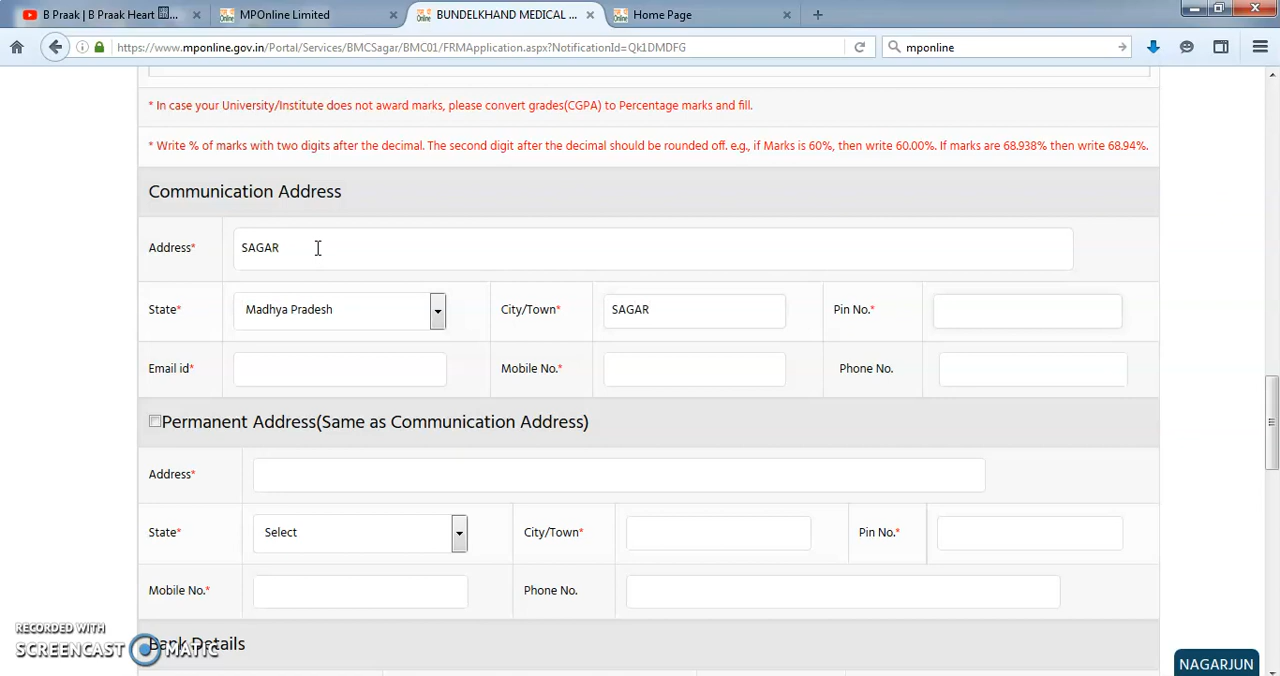 B Praak | B Praak Heart ...
MPOnline Limited
BUNDELKHAND MEDICAL ...
Home Page
https://www.mponline.gov.in/Portal/Services/BMCSagar/BMC01/FRMApplication.aspx?NotificationId=Qk1DMDFG
mponline
* In case your University/Institute does not award marks, please convert grades(CGPA) to Percentage marks and fill.
* Write % of marks with two digits after the decimal. The second digit after the decimal should be rounded off. e.g., if Marks is 60%, then write 60.00%. If marks are 68.938% then write 68.94%.
Communication Address
Address* SAGAR
State* Madhya Pradesh City/Town* SAGAR Pin No.*
Email id* Mobile No.* Phone No.
Permanent Address(Same as Communication Address)
Address*
State* Select City/Town* Pin No.*
Mobile No.* Phone No.
RECORDED WITH
SCREENCAST MATIC
Bank Details
NAGARJUN